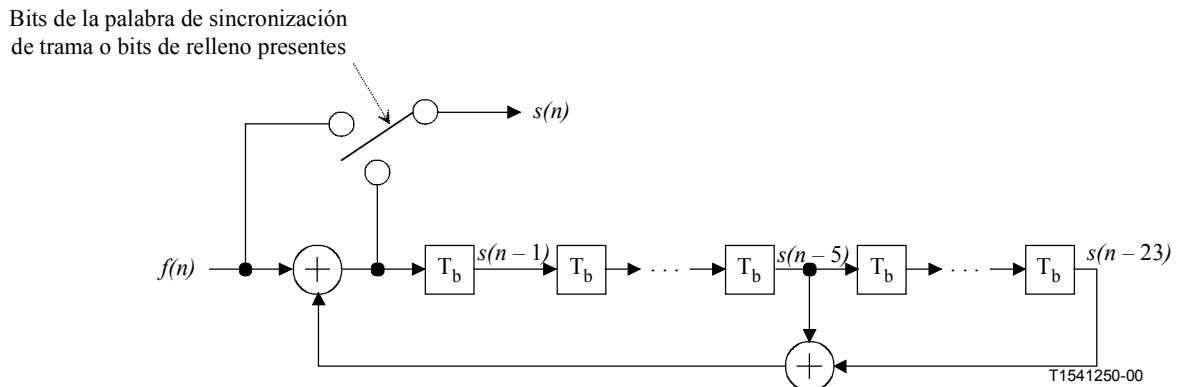 Bits de la palabra de sincronización
de trama o bits de relleno presentes
s(n)
f(n)
+
T_b
s(n – 1)
T_b
. . .
T_b
s(n – 5)
T_b
. . .
T_b
s(n – 23)
+
T1541250-00